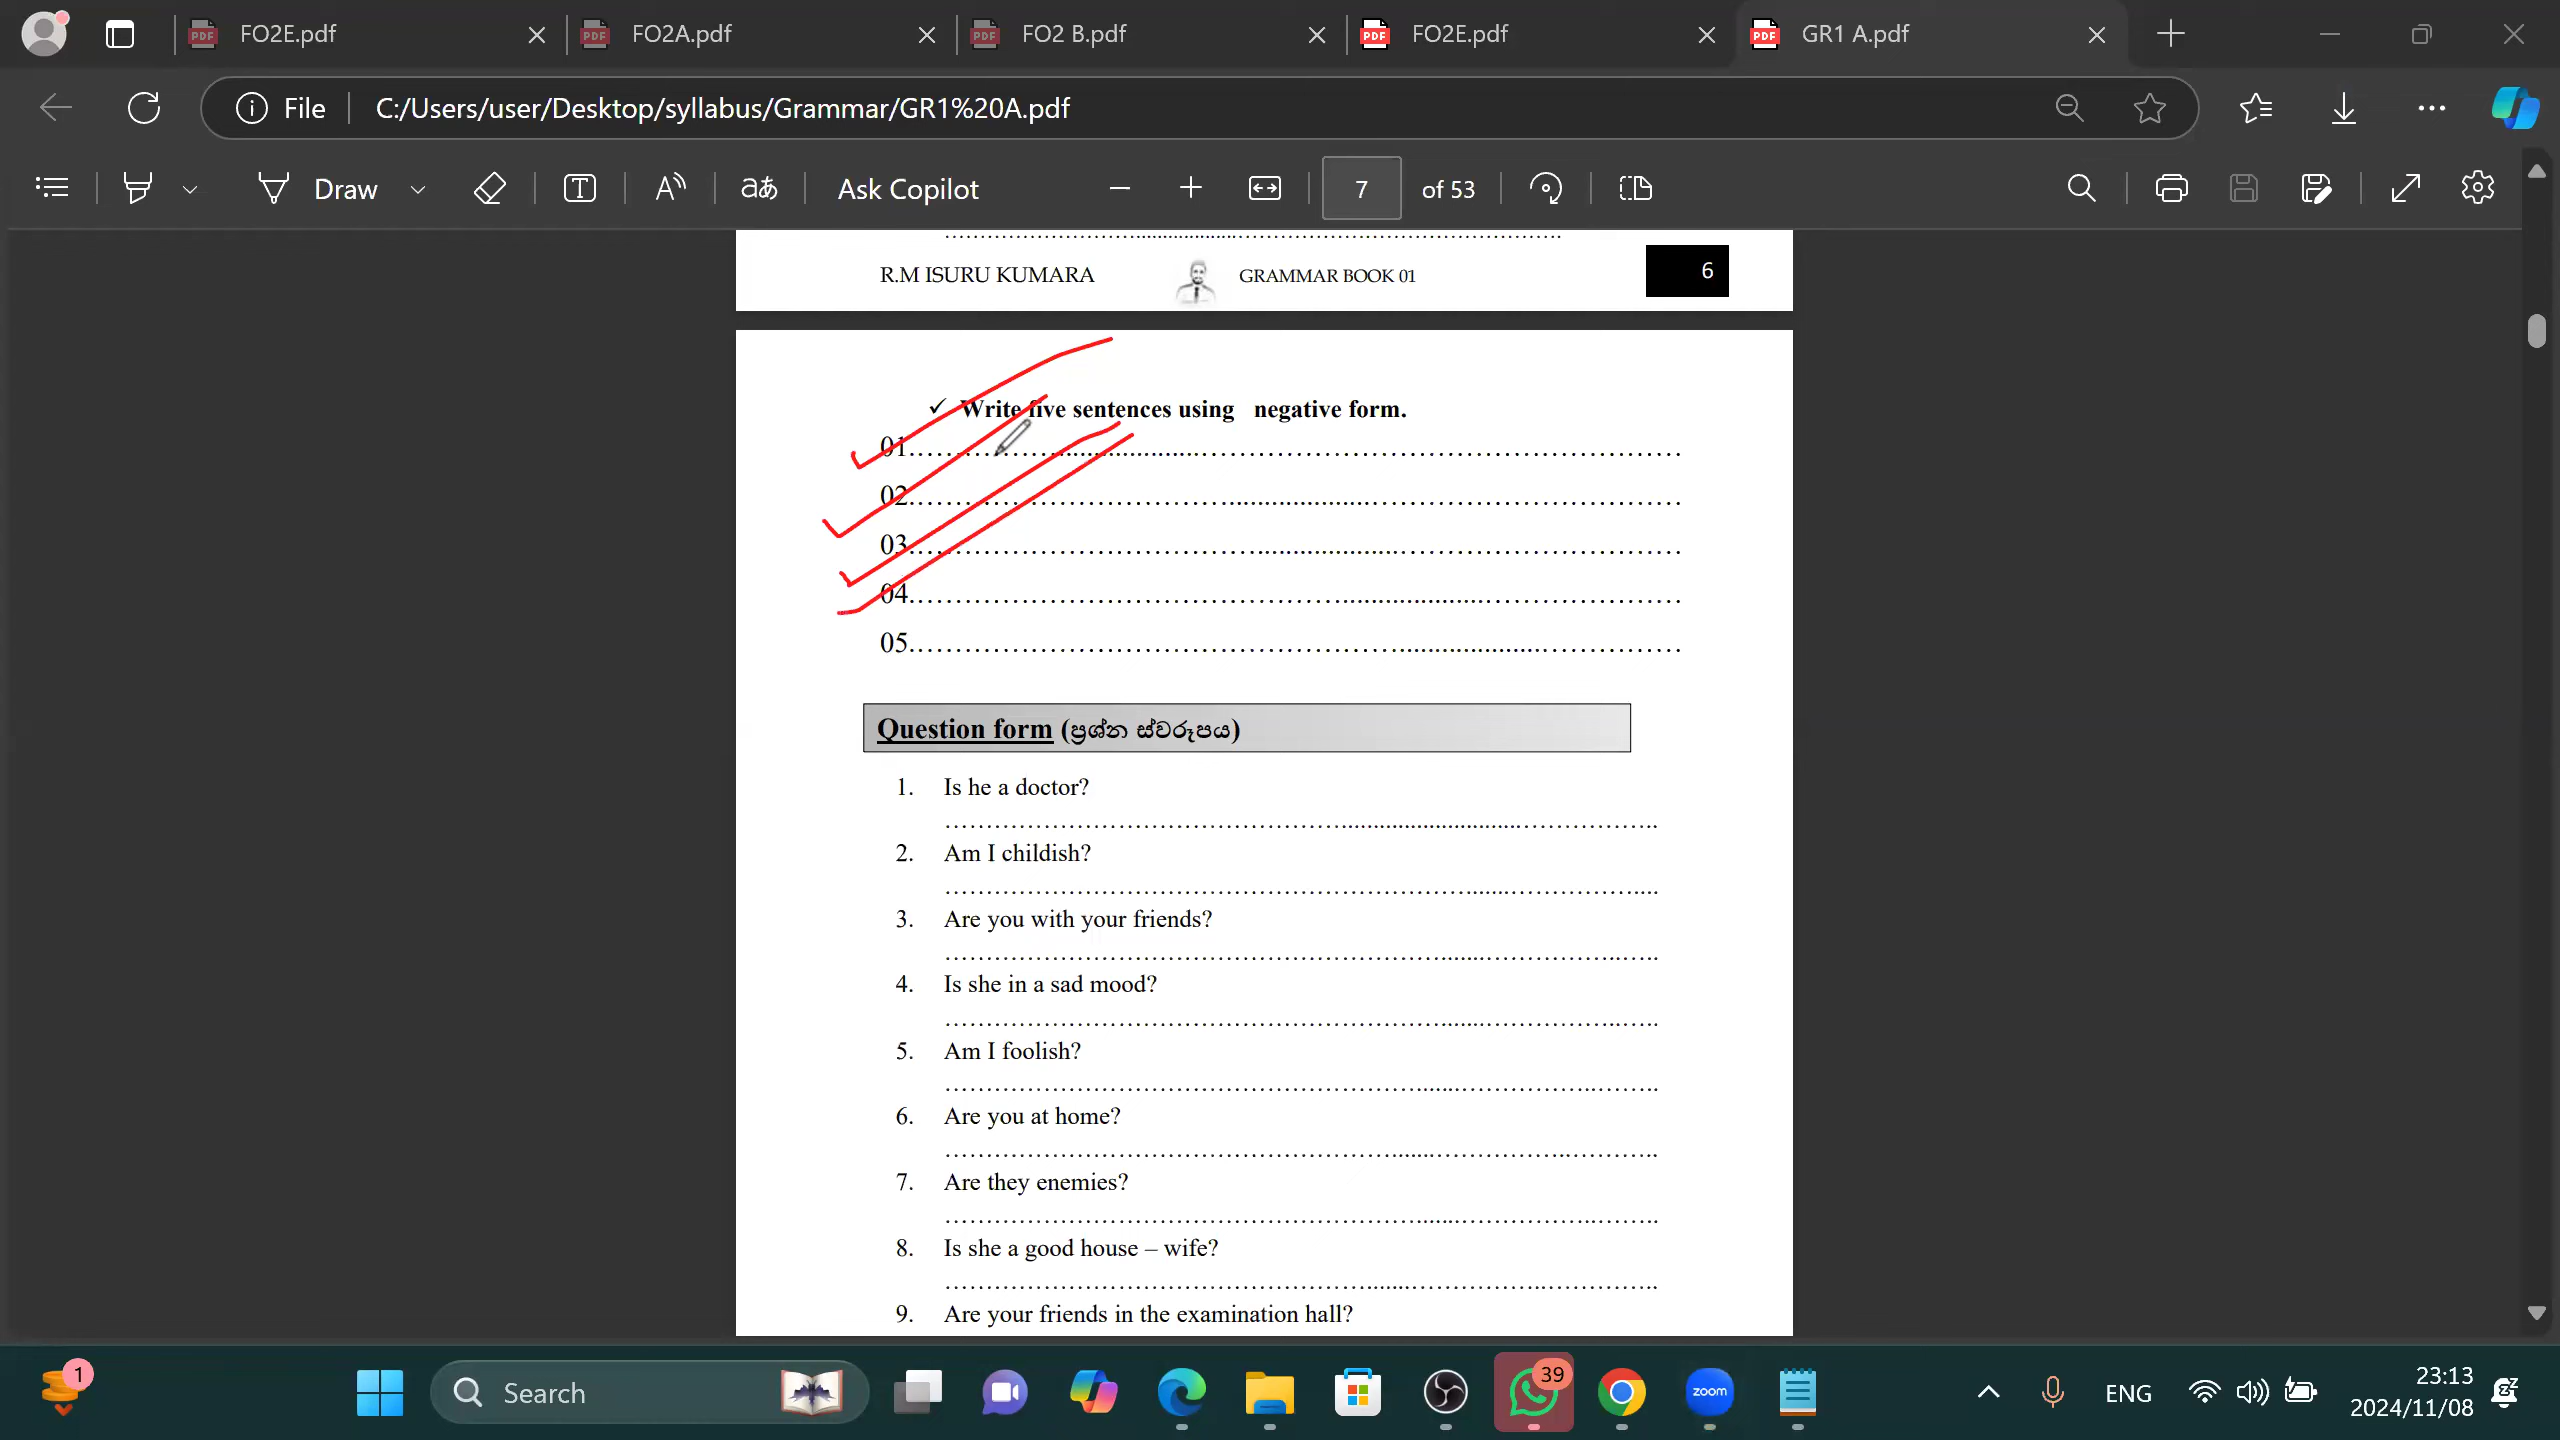 FO2E.pdf
FO2A.pdf
FO2 B.pdf
FO2E.pdf
GR1 A.pdf
File C:/Users/user/Desktop/syllabus/Grammar/GR1%20A.pdf
Draw
aあ
Ask Copilot
7 of 53
R.M ISURU KUMARA GRAMMAR BOOK 01 6
✓ Write five sentences using negative form.
01...........................................................................
02...........................................................................
03...........................................................................
04...........................................................................
05...........................................................................
Question form (ප්‍රශ්න ස්වරූපය)
1. Is he a doctor?
...........................................................................
2. Am I childish?
...........................................................................
3. Are you with your friends?
...........................................................................
4. Is she in a sad mood?
...........................................................................
5. Am I foolish?
...........................................................................
6. Are you at home?
...........................................................................
7. Are they enemies?
...........................................................................
8. Is she a good house – wife?
...........................................................................
9. Are your friends in the examination hall?
1
Search
39
zoom
ENG
23:13
2024/11/08